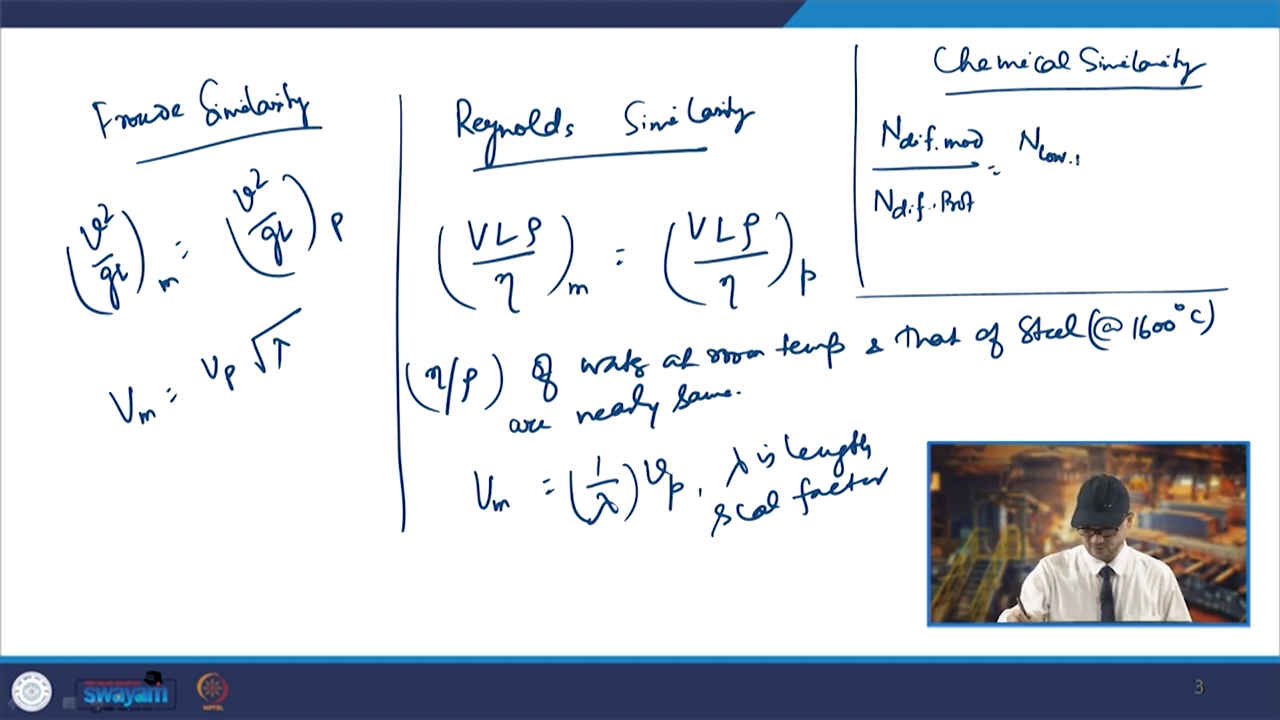 Froude Similarity
(v²/gL)m = (v²/gL)p
Vm = Vp √λ
Reynolds Similarity
(VLρ/η)m = (VLρ/η)p
(η/ρ) of water at room temp & that of Steel (@ 1600°C)
are nearly same.
Vm = (1/λ) Vp, λ is length
scal factor
Chemical Similarity
Ndif.mod / Ndif.Prot = Ncon.
swayam
3